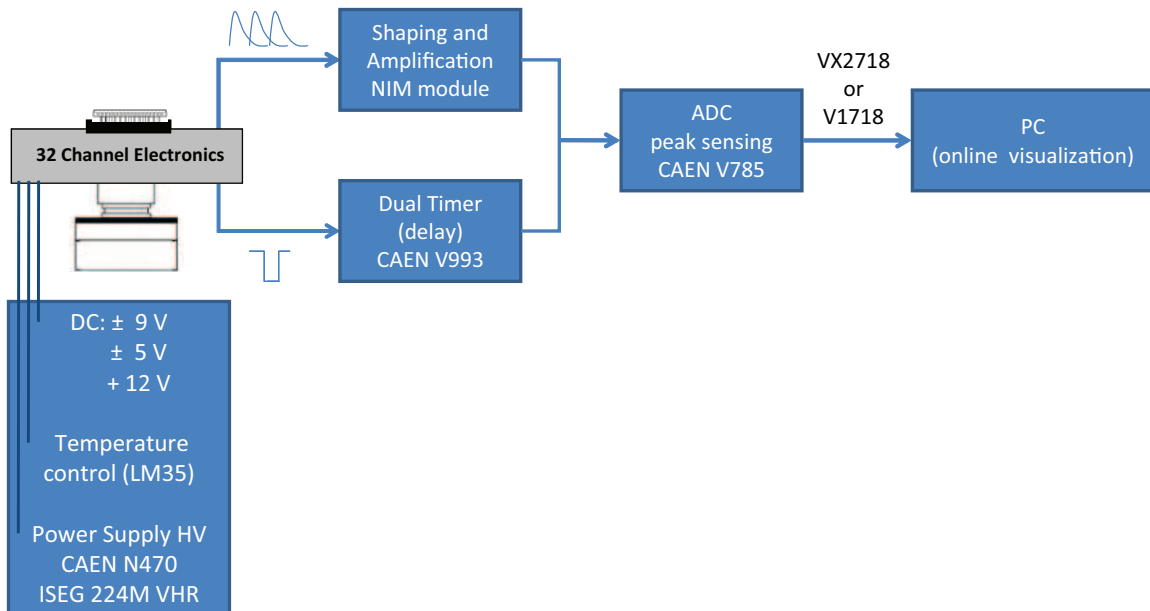 Shaping and
Amplification
NIM module
32 Channel Electronics
Dual Timer
(delay)
CAEN V993
ADC
peak sensing
CAEN V785
VX2718
or
V1718
PC
(online visualization)
DC: ± 9 V
± 5 V
+ 12 V
Temperature
control (LM35)
Power Supply HV
CAEN N470
ISEG 224M VHR